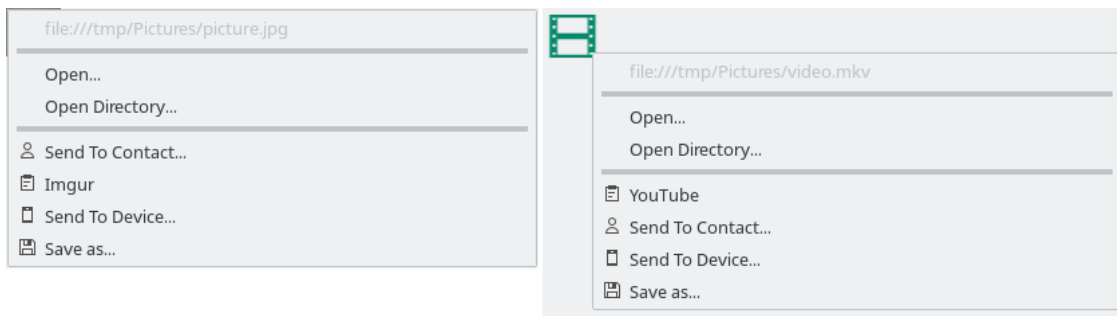 file:///tmp/Pictures/picture.jpg
Open...
Open Directory...
Send To Contact...
Imgur
Send To Device...
Save as...
file:///tmp/Pictures/video.mkv
Open...
Open Directory...
YouTube
Send To Contact...
Send To Device...
Save as...